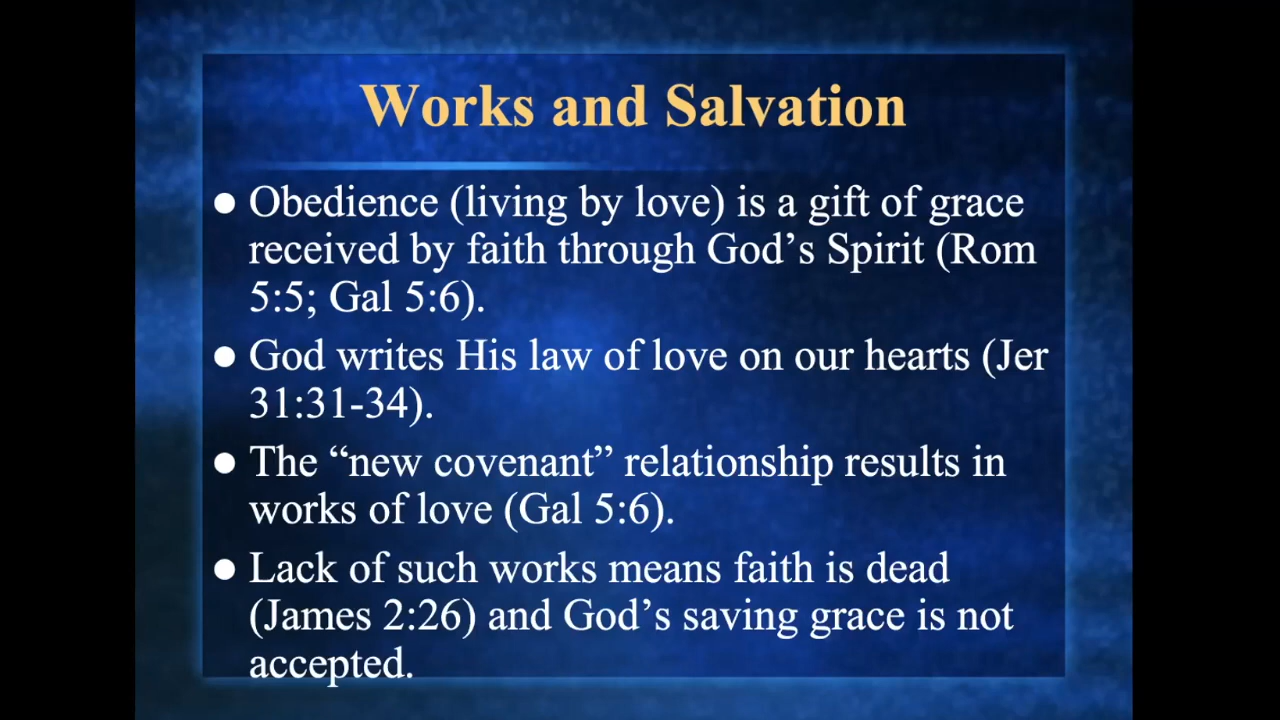 Works and Salvation
● Obedience (living by love) is a gift of grace
received by faith through God’s Spirit (Rom
5:5; Gal 5:6).
● God writes His law of love on our hearts (Jer
31:31-34).
● The “new covenant” relationship results in
works of love (Gal 5:6).
● Lack of such works means faith is dead
(James 2:26) and God’s saving grace is not
accepted.